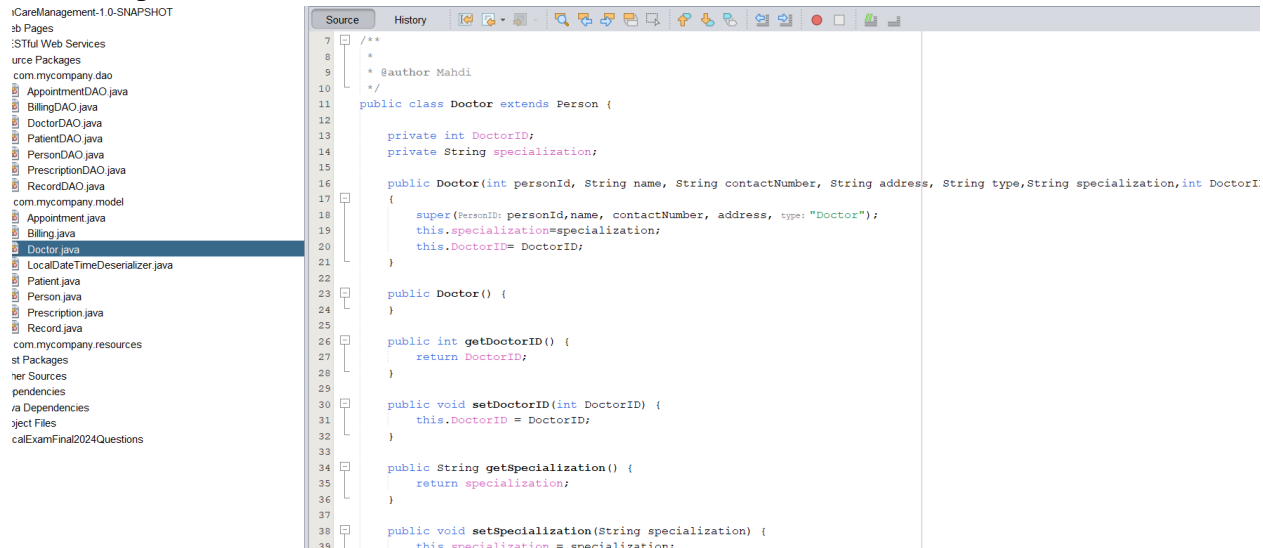 ıCareManagement-1.0-SNAPSHOT
eb Pages
ESTful Web Services
urce Packages
com.mycompany.dao
AppointmentDAO.java
BillingDAO.java
DoctorDAO.java
PatientDAO.java
PersonDAO.java
PrescriptionDAO.java
RecordDAO.java
com.mycompany.model
Appointment.java
Billing.java
Doctor.java
LocalDateTimeDeserializer.java
Patient.java
Person.java
Prescription.java
Record.java
com.mycompany.resources
st Packages
her Sources
pendencies
va Dependencies
oject Files
calExamFinal2024Questions
Source History
7 /**
8 *
9 * @author Mahdi
10 */
11 public class Doctor extends Person {
12
13 private int DoctorID;
14 private String specialization;
15
16 public Doctor(int personId, String name, String contactNumber, String address, String type,String specialization,int DoctorI
17 {
18 super(PersonID: personId,name, contactNumber, address, type: "Doctor");
19 this.specialization=specialization;
20 this.DoctorID= DoctorID;
21 }
22
23 public Doctor() {
24 }
25
26 public int getDoctorID() {
27 return DoctorID;
28 }
29
30 public void setDoctorID(int DoctorID) {
31 this.DoctorID = DoctorID;
32 }
33
34 public String getSpecialization() {
35 return specialization;
36 }
37
38 public void setSpecialization(String specialization) {
39 this.specialization = specialization;